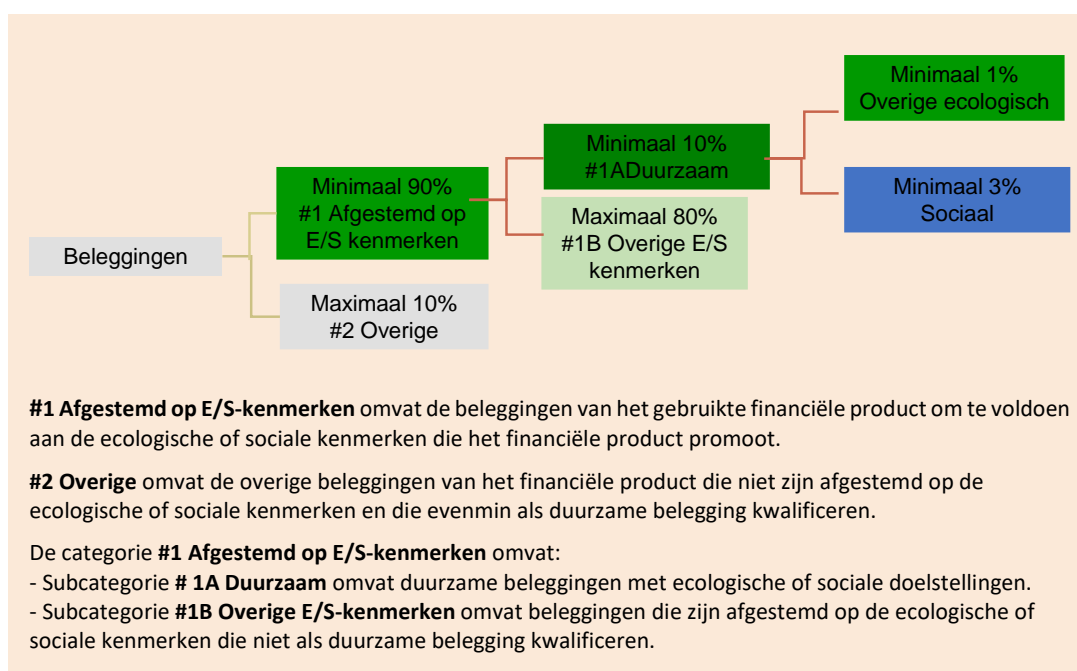 Minimaal 1%
Overige ecologisch
Minimaal 10%
#1ADuurzaam
Minimaal 90%
#1 Afgestemd op
E/S kenmerken
Minimaal 3%
Sociaal
Maximaal 80%
#1B Overige E/S
kenmerken
Beleggingen
Maximaal 10%
#2 Overige
#1 Afgestemd op E/S-kenmerken omvat de beleggingen van het gebruikte financiële product om te voldoen
aan de ecologische of sociale kenmerken die het financiële product promoot.
#2 Overige omvat de overige beleggingen van het financiële product die niet zijn afgestemd op de
ecologische of sociale kenmerken en die evenmin als duurzame belegging kwalificeren.
De categorie #1 Afgestemd op E/S-kenmerken omvat:
- Subcategorie # 1A Duurzaam omvat duurzame beleggingen met ecologische of sociale doelstellingen.
- Subcategorie #1B Overige E/S-kenmerken omvat beleggingen die zijn afgestemd op de ecologische of
sociale kenmerken die niet als duurzame belegging kwalificeren.